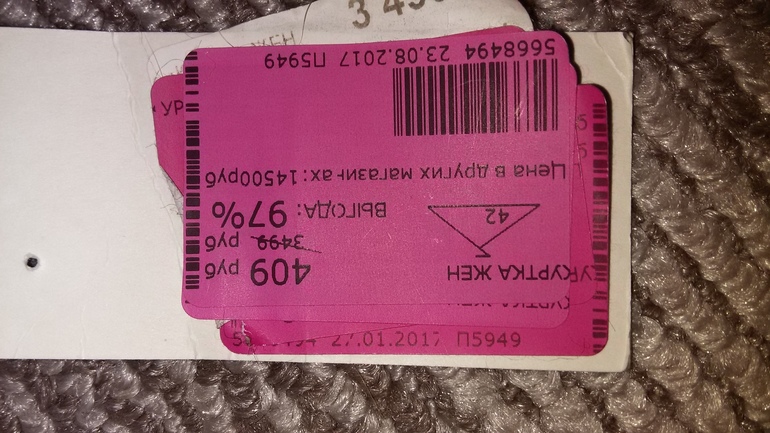 КУРТКА ЖЕН
409 руб
3499 руб
42
ВЫГОДА: 97%
Цена в других магазинах: 14500руб
5668494 23.08.2017 П5949
27.01.2017 П5949
ЖЕН